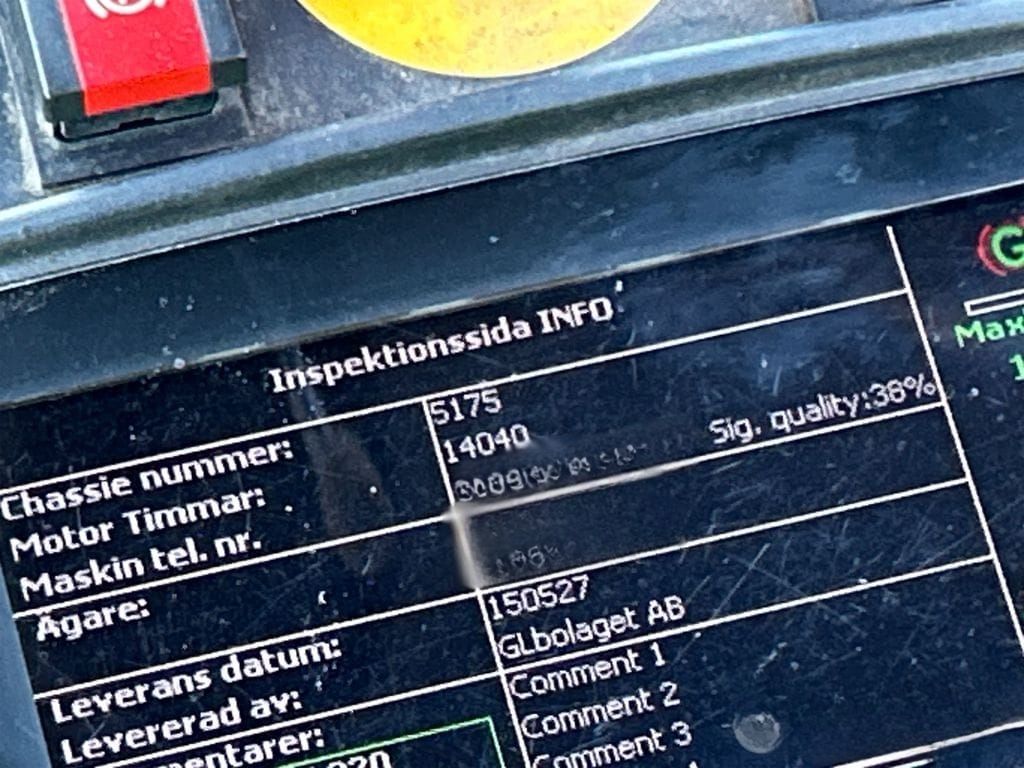 Inspektionssida INFO
Chassie nummer: 5175
Motor Timmar: 14040
Maskin tel. nr. Sig. quality:38%
Ägare:
Leverans datum: 150527
Levererad av: GLbolaget AB
Comment 1
Comment 2
Comment 3
Max